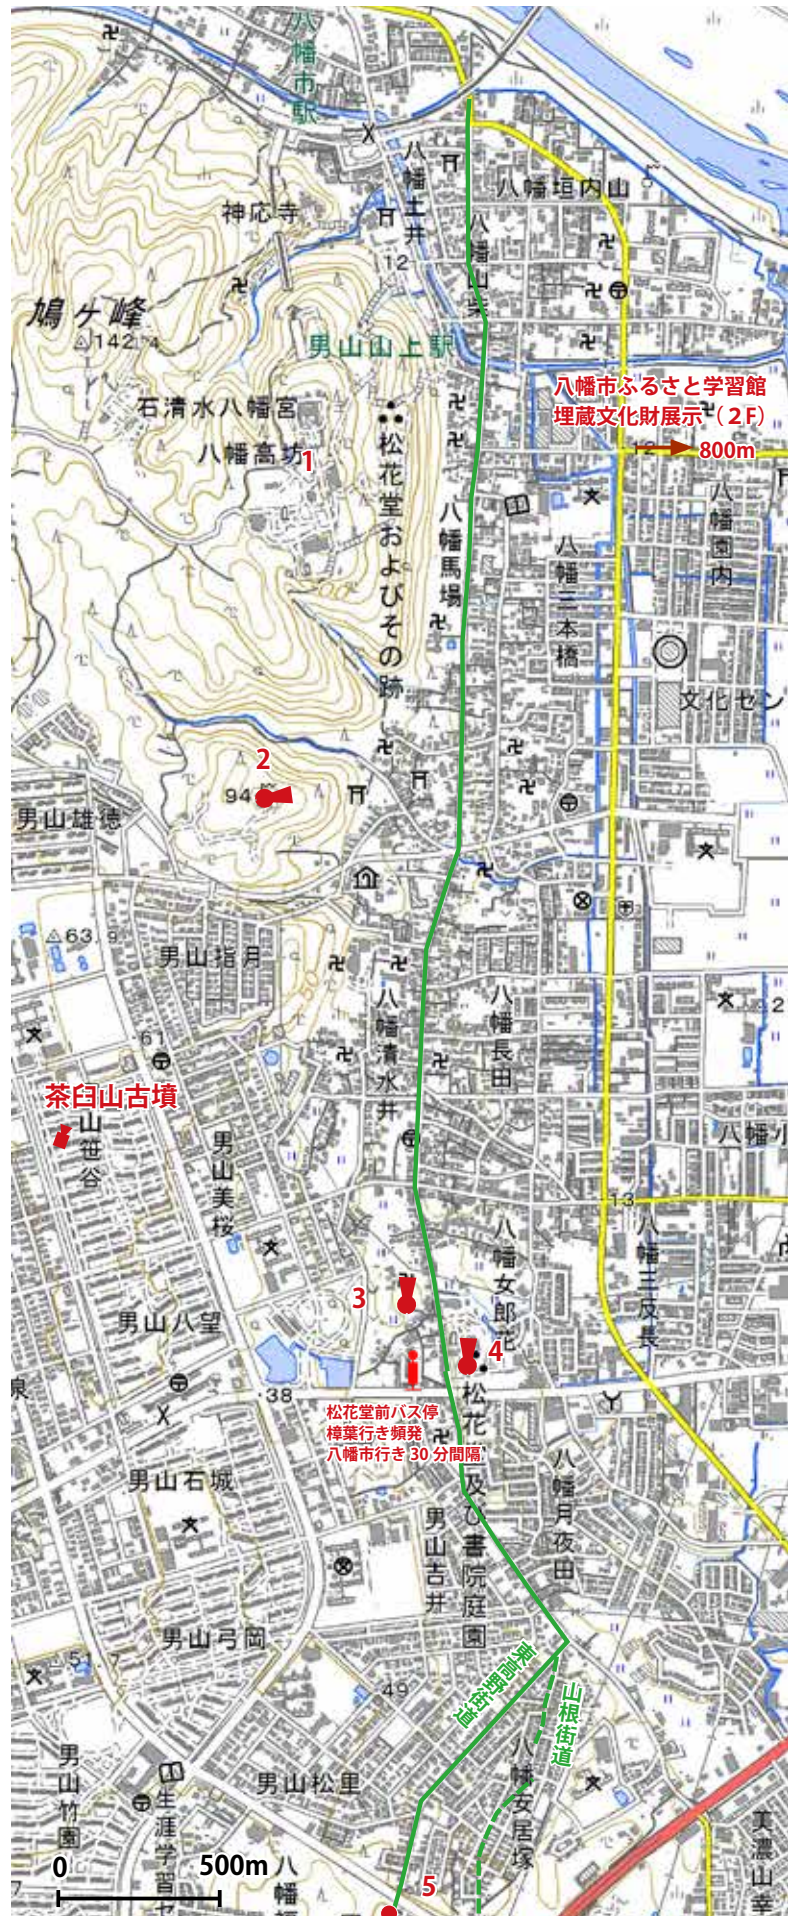 八幡市駅
八幡土井
神応寺
八幡垣内山
八幡山柴
12
鳩ヶ峰
142.4
男山山上駅
石清水八幡宮
八幡高坊
1
松花堂およびその跡
八幡市ふるさと学習館
埋蔵文化財展示（2F）
12
800m
八幡馬場
八幡園内
八幡三本橋
文化セン
2
94
男山雄徳
63.9
男山指月
八幡清水井
八幡長田
2
61
茶臼山古墳
山笹谷
男山美桜
八幡小
13
八幡女郎花
八幡三反長
3
男山八望
4
泉
38
松花堂前バス停
樟葉行き頻発
八幡市行き 30 分間隔
松花
及び書院庭園
男山石城
八幡月夜田
男山吉井
男山弓岡
51.7
49
東高野街道
山根街道
男山松里
八幡安居塚
男山竹園
生涯学習セ
美濃山幸
0
500m
八幡
5
7